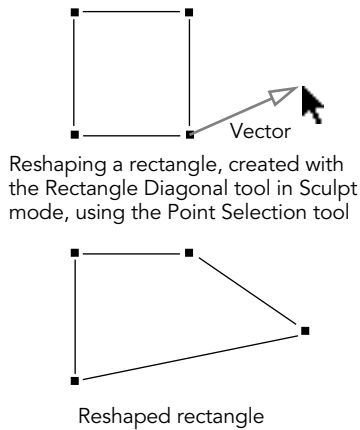 Vector
Reshaping a rectangle, created with
the Rectangle Diagonal tool in Sculpt
mode, using the Point Selection tool
Reshaped rectangle